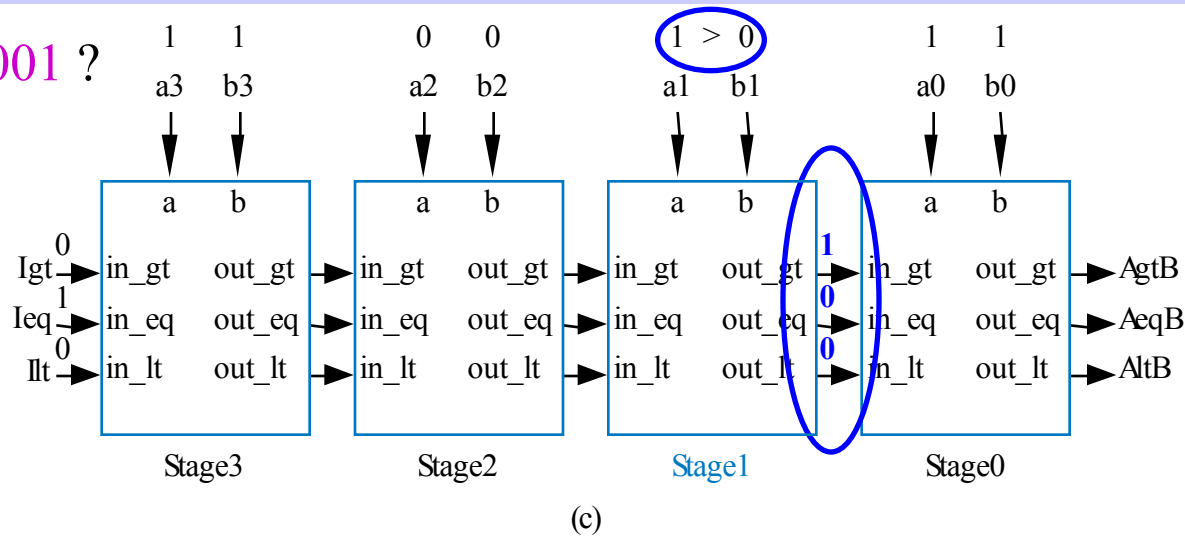 001 ?
1 1 0 0 1 > 0 1 1
a3 b3 a2 b2 a1 b1 a0 b0
a b a b a b a b
0 1
Igt in_gt out_gt in_gt out_gt in_gt out_gt in_gt out_gt AgtB
1 0
Ieq in_eq out_eq in_eq out_eq in_eq out_eq in_eq out_eq AeqB
0 0
Ilt in_lt out_lt in_lt out_lt in_lt out_lt in_lt out_lt AltB
Stage3 Stage2 Stage1 Stage0
(c)